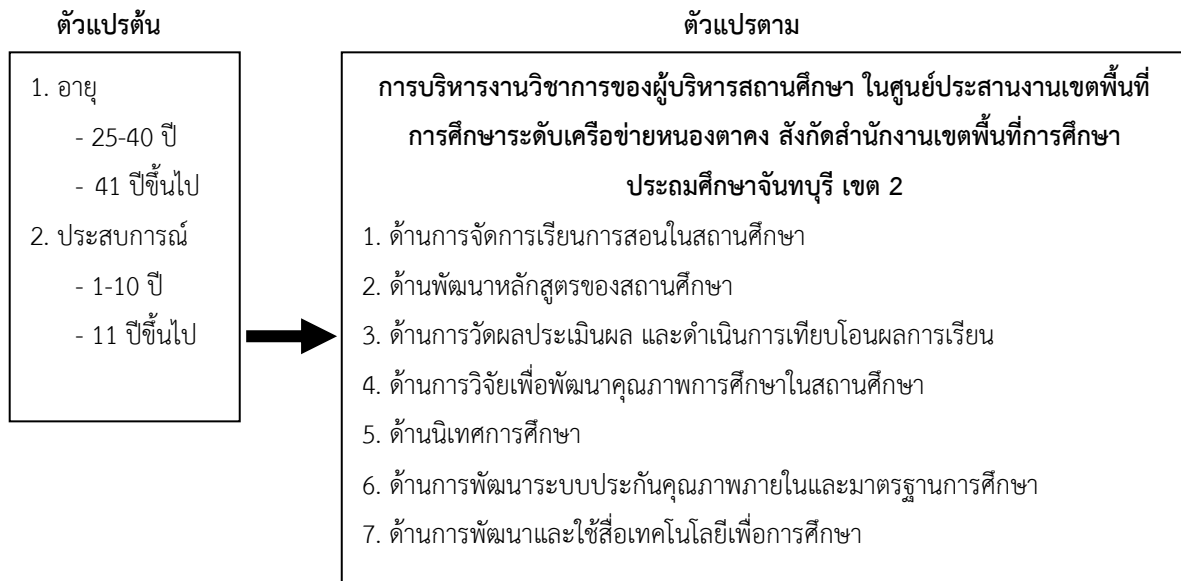 ตัวแปรต้น
1. อายุ
- 25-40 ปี
- 41 ปีขึ้นไป
2. ประสบการณ์
- 1-10 ปี
- 11 ปีขึ้นไป
ตัวแปรตาม
การบริหารงานวิชาการของผู้บริหารสถานศึกษา ในศูนย์ประสานงานเขตพื้นที่
การศึกษาระดับเครือข่ายหนองตาคง สังกัดสำนักงานเขตพื้นที่การศึกษา
ประถมศึกษาจันทบุรี เขต 2
1. ด้านการจัดการเรียนการสอนในสถานศึกษา
2. ด้านพัฒนาหลักสูตรของสถานศึกษา
3. ด้านการวัดผลประเมินผล และดำเนินการเทียบโอนผลการเรียน
4. ด้านการวิจัยเพื่อพัฒนาคุณภาพการศึกษาในสถานศึกษา
5. ด้านนิเทศการศึกษา
6. ด้านการพัฒนาระบบประกันคุณภาพภายในและมาตรฐานการศึกษา
7. ด้านการพัฒนาและใช้สื่อเทคโนโลยีเพื่อการศึกษา